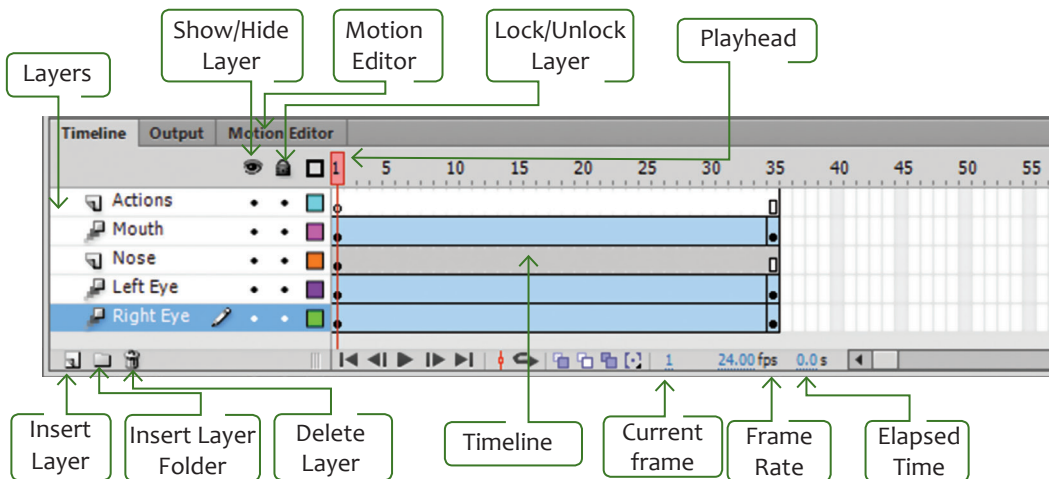 Show/Hide
Layer
Motion
Editor
Lock/Unlock
Layer
Playhead
Layers
Timeline Output Motion Editor
1 5 10 15 20 25 30 35 40 45 50 55
Actions
Mouth
Nose
Left Eye
Right Eye
1 24.00 fps 0.0 s
Insert
Layer
Insert Layer
Folder
Delete
Layer
Timeline
Current
frame
Frame
Rate
Elapsed
Time